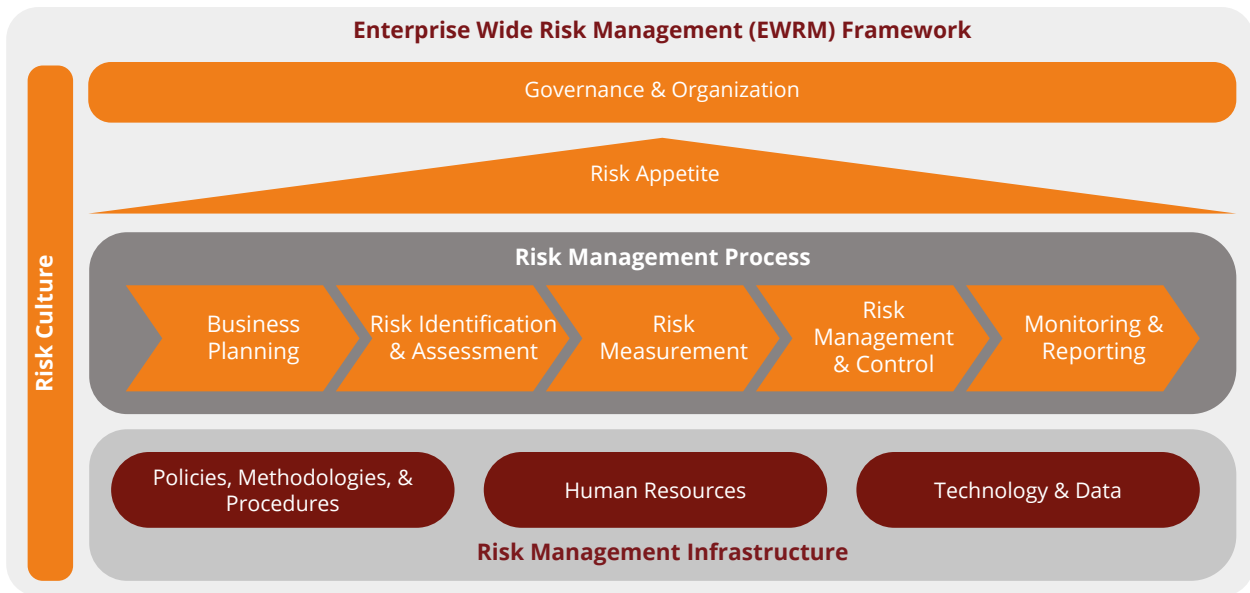 Enterprise Wide Risk Management (EWRM) Framework
Risk Culture
Governance & Organization
Risk Appetite
Risk Management Process
Business
Planning
Risk Identification
& Assessment
Risk
Measurement
Risk
Management
& Control
Monitoring &
Reporting
Policies, Methodologies, &
Procedures
Human Resources
Technology & Data
Risk Management Infrastructure